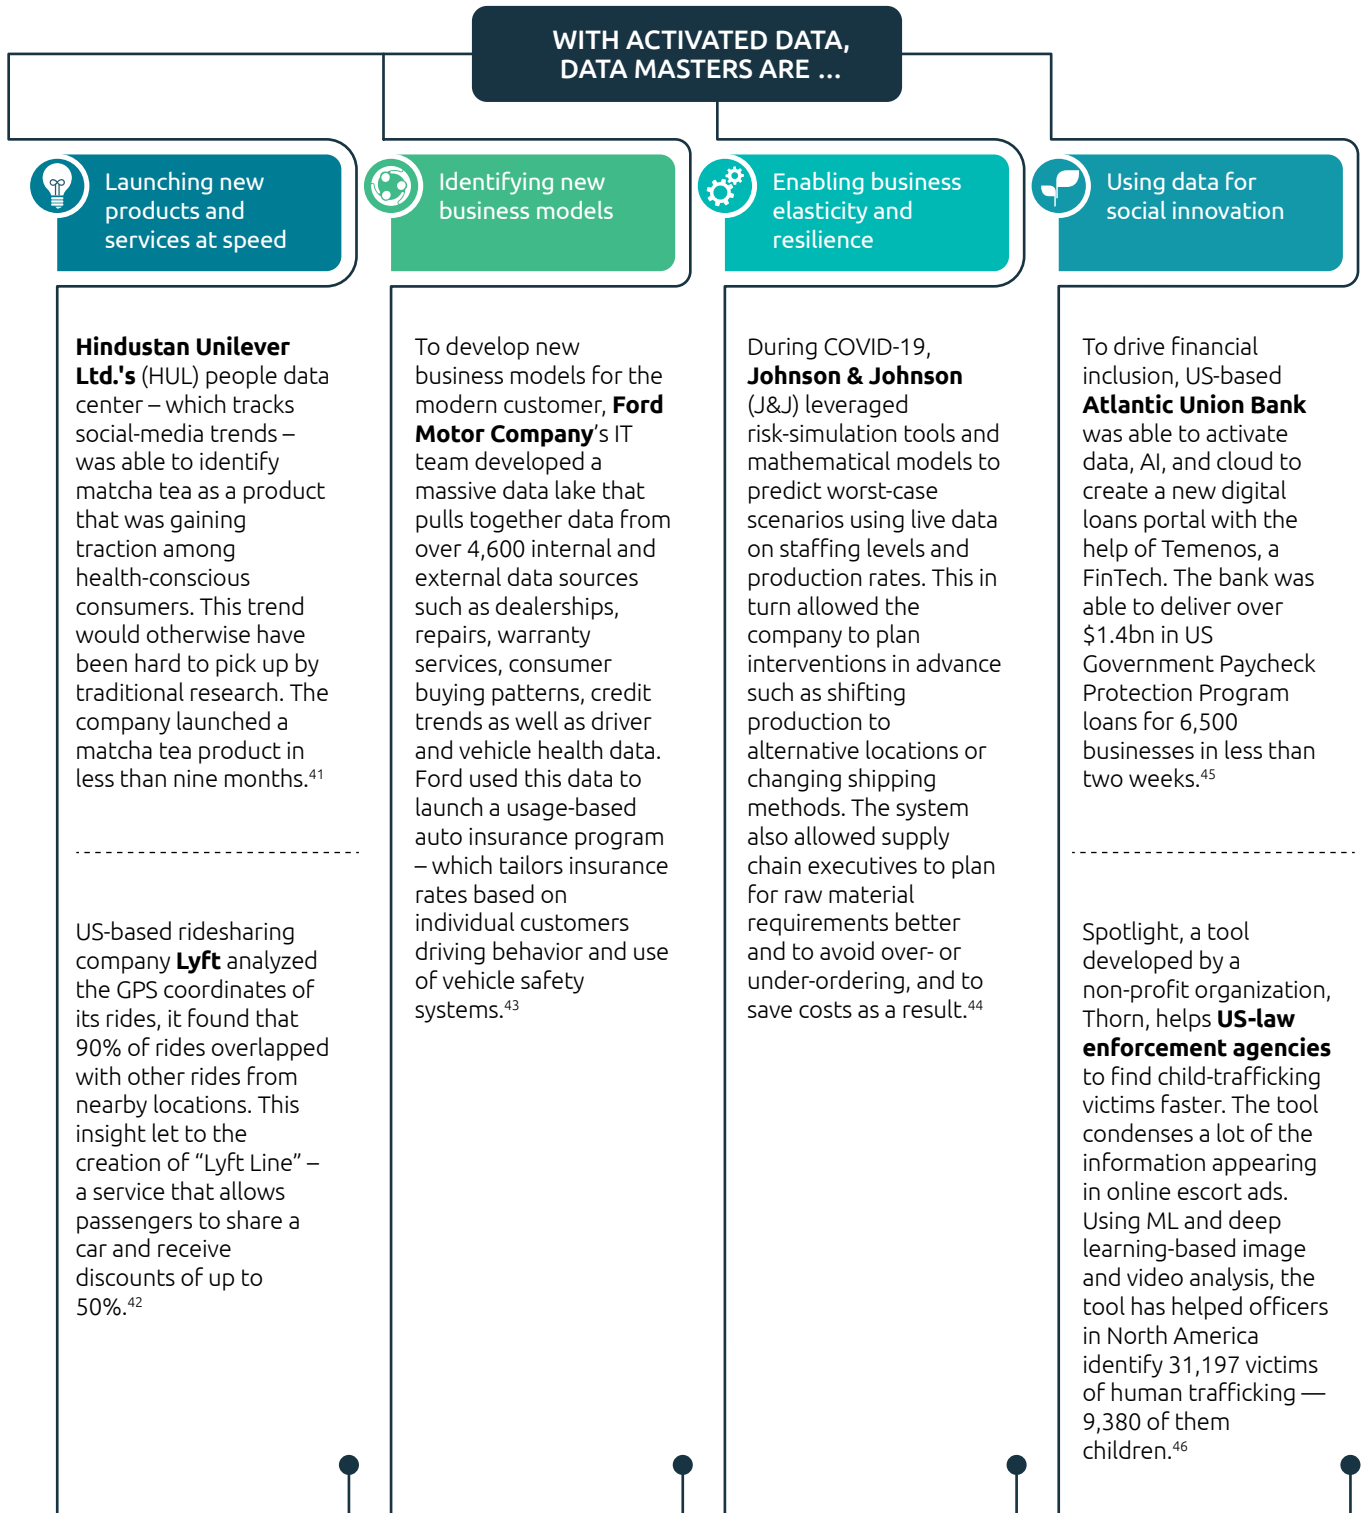 WITH ACTIVATED DATA,
DATA MASTERS ARE …
Launching new
products and
services at speed
Hindustan Unilever
Ltd.'s (HUL) people data
center – which tracks
social-media trends –
was able to identify
matcha tea as a product
that was gaining
traction among
health-conscious
consumers. This trend
would otherwise have
been hard to pick up by
traditional research. The
company launched a
matcha tea product in
less than nine months.41
US-based ridesharing
company Lyft analyzed
the GPS coordinates of
its rides, it found that
90% of rides overlapped
with other rides from
nearby locations. This
insight let to the
creation of “Lyft Line” –
a service that allows
passengers to share a
car and receive
discounts of up to
50%.42
Identifying new
business models
To develop new
business models for the
modern customer, Ford
Motor Company’s IT
team developed a
massive data lake that
pulls together data from
over 4,600 internal and
external data sources
such as dealerships,
repairs, warranty
services, consumer
buying patterns, credit
trends as well as driver
and vehicle health data.
Ford used this data to
launch a usage-based
auto insurance program
– which tailors insurance
rates based on
individual customers
driving behavior and use
of vehicle safety
systems.43
Enabling business
elasticity and
resilience
During COVID-19,
Johnson & Johnson
(J&J) leveraged
risk-simulation tools and
mathematical models to
predict worst-case
scenarios using live data
on staffing levels and
production rates. This in
turn allowed the
company to plan
interventions in advance
such as shifting
production to
alternative locations or
changing shipping
methods. The system
also allowed supply
chain executives to plan
for raw material
requirements better
and to avoid over- or
under-ordering, and to
save costs as a result.44
Using data for
social innovation
To drive financial
inclusion, US-based
Atlantic Union Bank
was able to activate
data, AI, and cloud to
create a new digital
loans portal with the
help of Temenos, a
FinTech. The bank was
able to deliver over
$1.4bn in US
Government Paycheck
Protection Program
loans for 6,500
businesses in less than
two weeks.45
Spotlight, a tool
developed by a
non-profit organization,
Thorn, helps US-law
enforcement agencies
to find child-trafficking
victims faster. The tool
condenses a lot of the
information appearing
in online escort ads.
Using ML and deep
learning-based image
and video analysis, the
tool has helped officers
in North America
identify 31,197 victims
of human trafficking —
9,380 of them
children.46